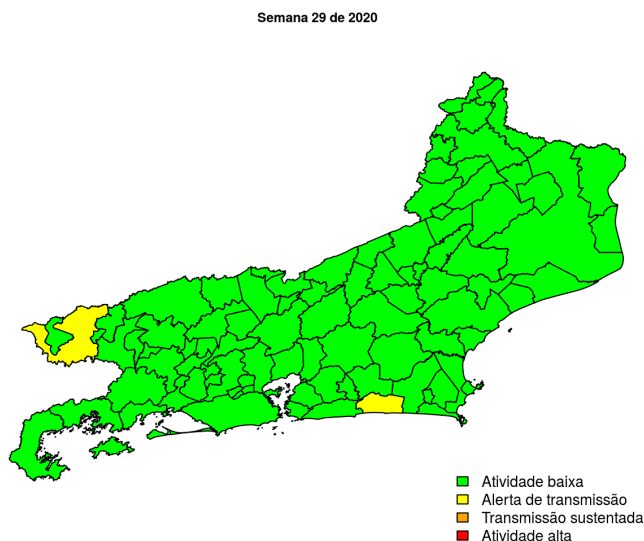 Semana 29 de 2020
Atividade baixa
Alerta de transmissão
Transmissão sustentada
Atividade alta